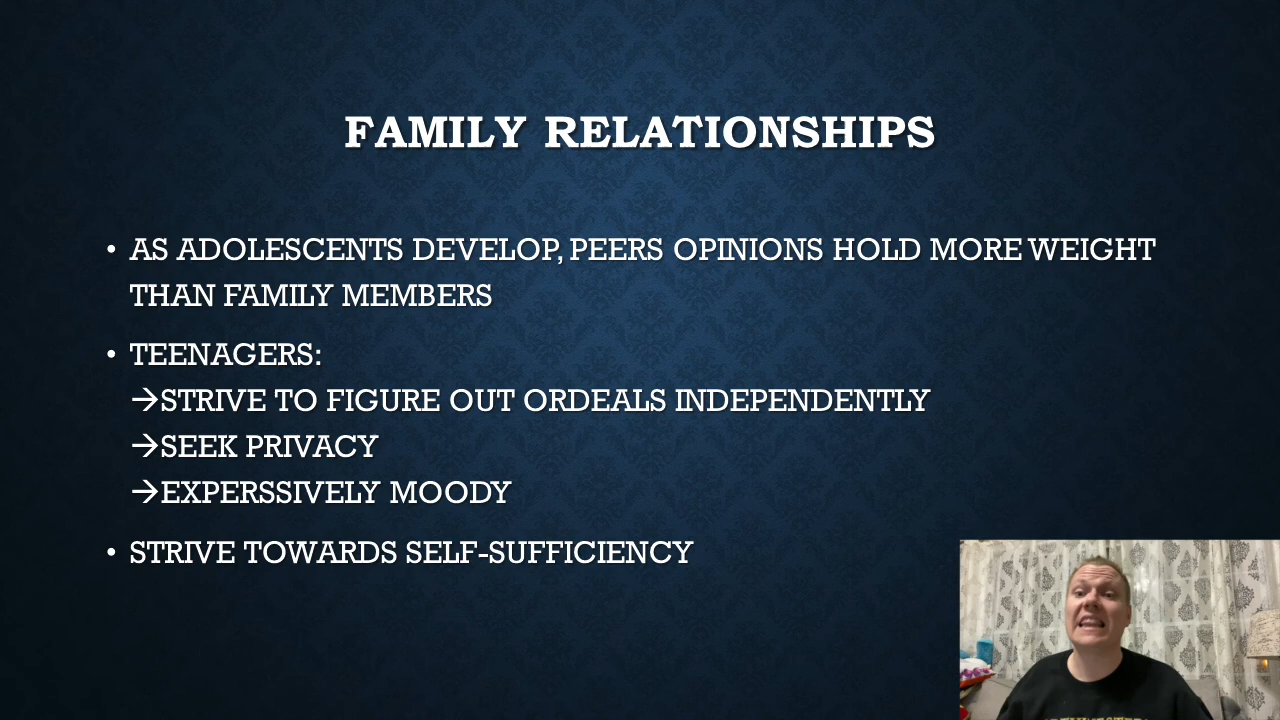 FAMILY RELATIONSHIPS
• AS ADOLESCENTS DEVELOP, PEERS OPINIONS HOLD MORE WEIGHT
THAN FAMILY MEMBERS
• TEENAGERS:
→STRIVE TO FIGURE OUT ORDEALS INDEPENDENTLY
→SEEK PRIVACY
→EXPERSSIVELY MOODY
• STRIVE TOWARDS SELF-SUFFICIENCY